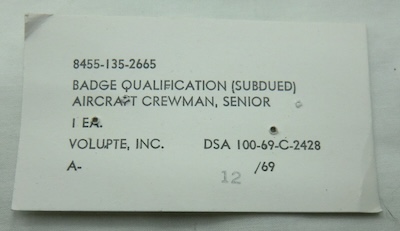 8455-135-2665
BADGE QUALIFICATION (SUBDUED)
AIRCRAFT CREWMAN, SENIOR
1 EA.
VOLUPTE, INC. DSA 100-69-C-2428
A- 12 /69